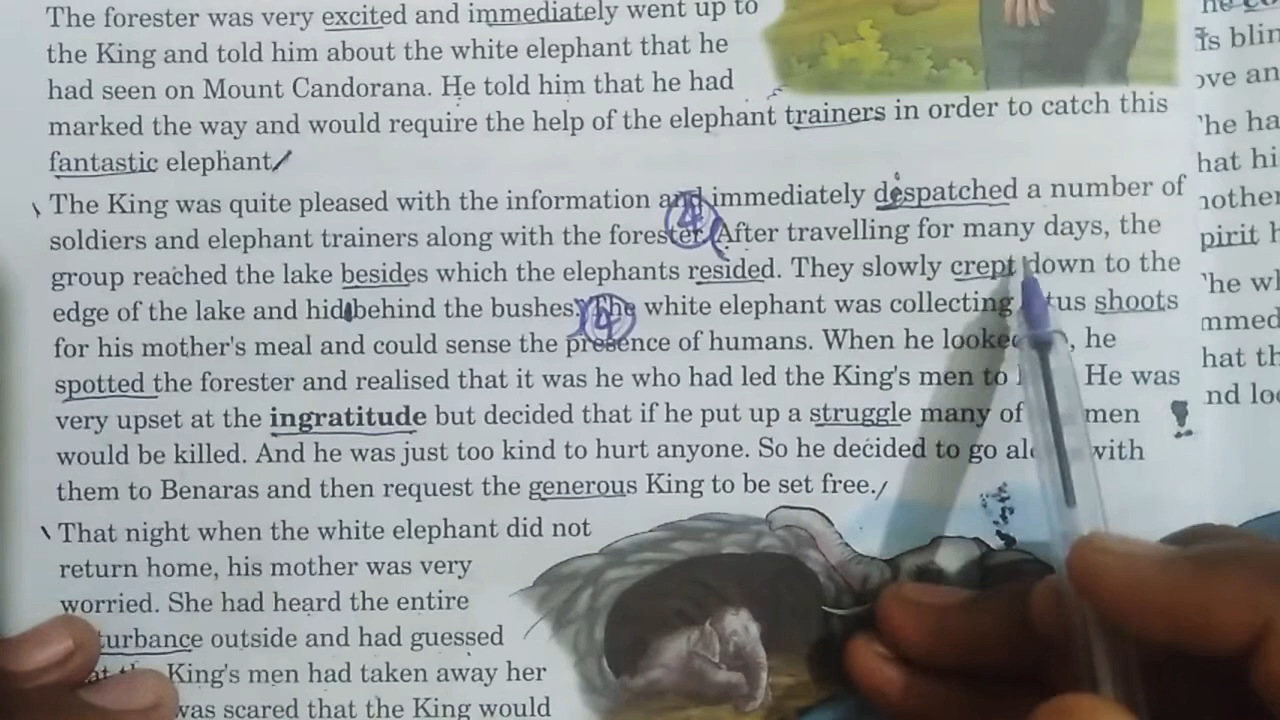 The forester was very excited and immediately went up to
the King and told him about the white elephant that he
had seen on Mount Candorana. He told him that he had
marked the way and would require the help of the elephant trainers in order to catch this
fantastic elephant
The King was quite pleased with the information and immediately despatched a number of
soldiers and elephant trainers along with the forester. After travelling for many days, the
group reached the lake besides which the elephants resided. They slowly crept down to the
edge of the lake and hid behind the bushes. The white elephant was collecting shoots
for his mother's meal and could sense the presence of humans. When he looked , he
spotted the forester and realised that it was he who had led the King's men to He was
very upset at the ingratitude but decided that if he put up a struggle many of men
would be killed. And he was just too kind to hurt anyone. So he decided to go with
them to Benaras and then request the generous King to be set free.
That night when the white elephant did not
return home, his mother was very
worried. She had heard the entire
turbance outside and had guessed
King's men had taken away her
was scared that the King would
4
4
is blin
ove an
he ha
hat hi
nother
pirit h
he wh
mmed
hat th
nd loo